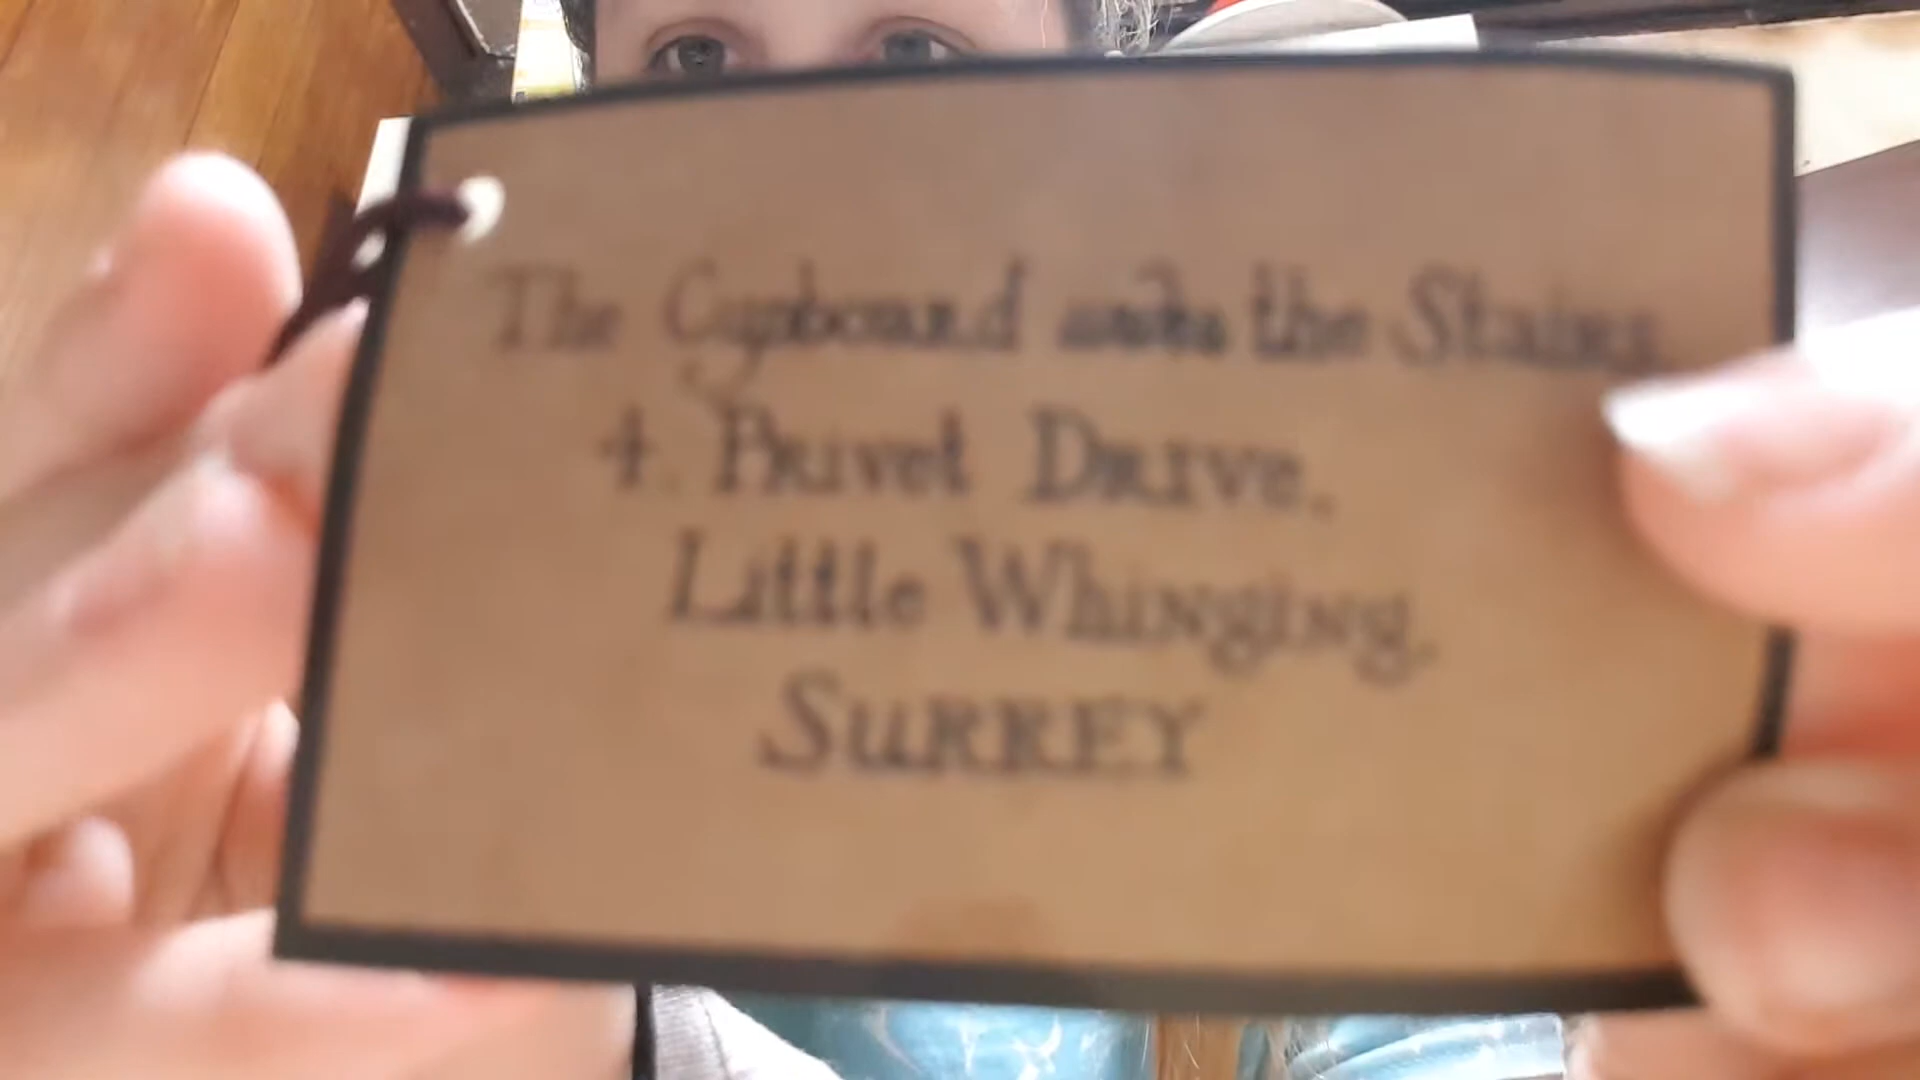 The Cupboard under the Stairs,
4. Privet Drive,
Little Whinging,
SURREY